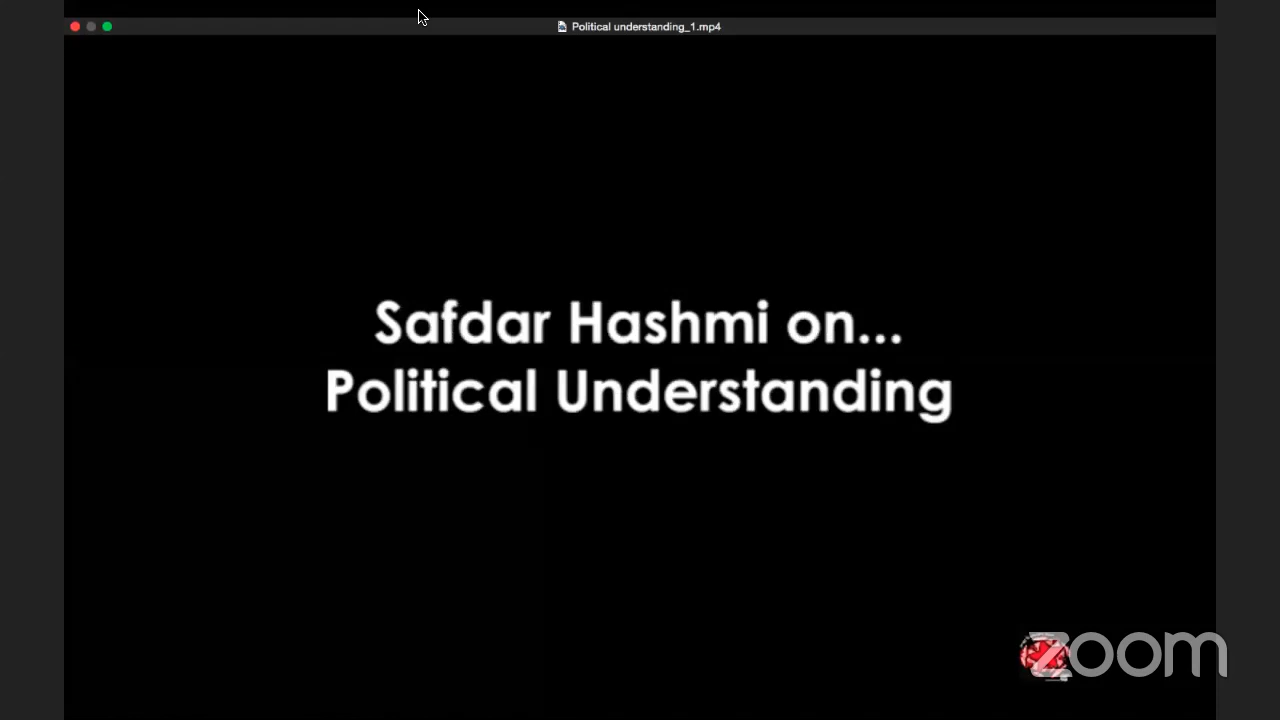 Political understanding_1.mp4
Safdar Hashmi on...
Political Understanding
zoom